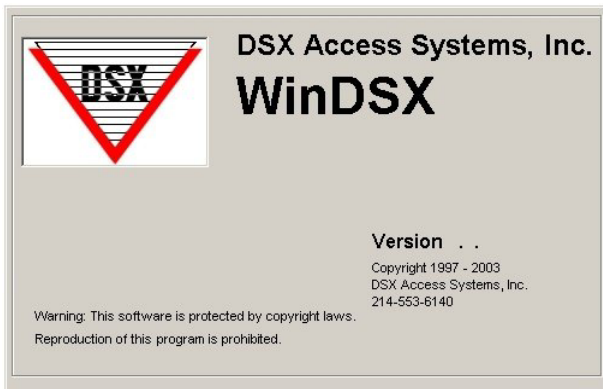 DSX
DSX Access Systems, Inc.
WinDSX
Version . .
Copyright 1997 - 2003
DSX Access Systems, Inc.
214-553-6140
Warning: This software is protected by copyright laws.
Reproduction of this program is prohibited.